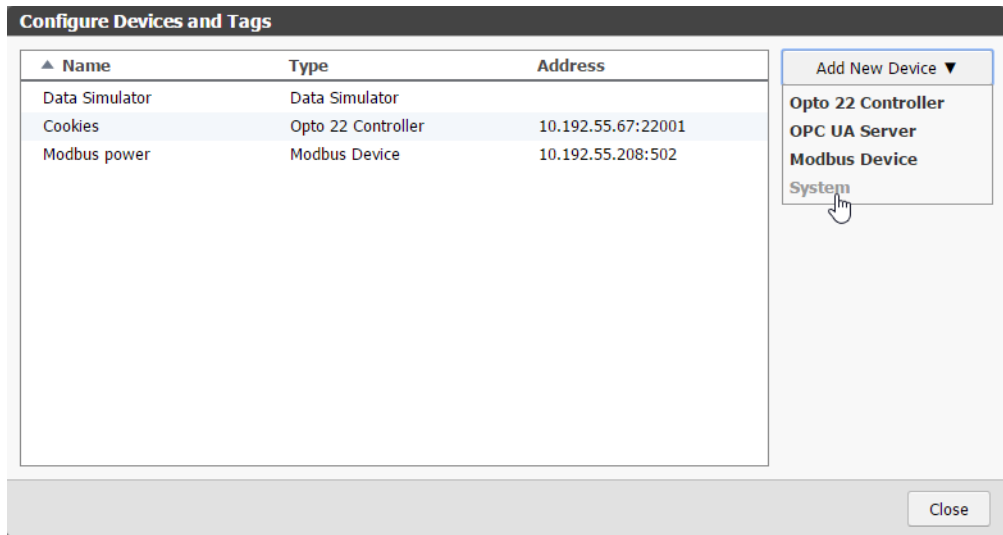 Configure Devices and Tags
▲ Name Type Address
Data Simulator Data Simulator
Cookies Opto 22 Controller 10.192.55.67:22001
Modbus power Modbus Device 10.192.55.208:502
Add New Device ▼
Opto 22 Controller
OPC UA Server
Modbus Device
System
Close